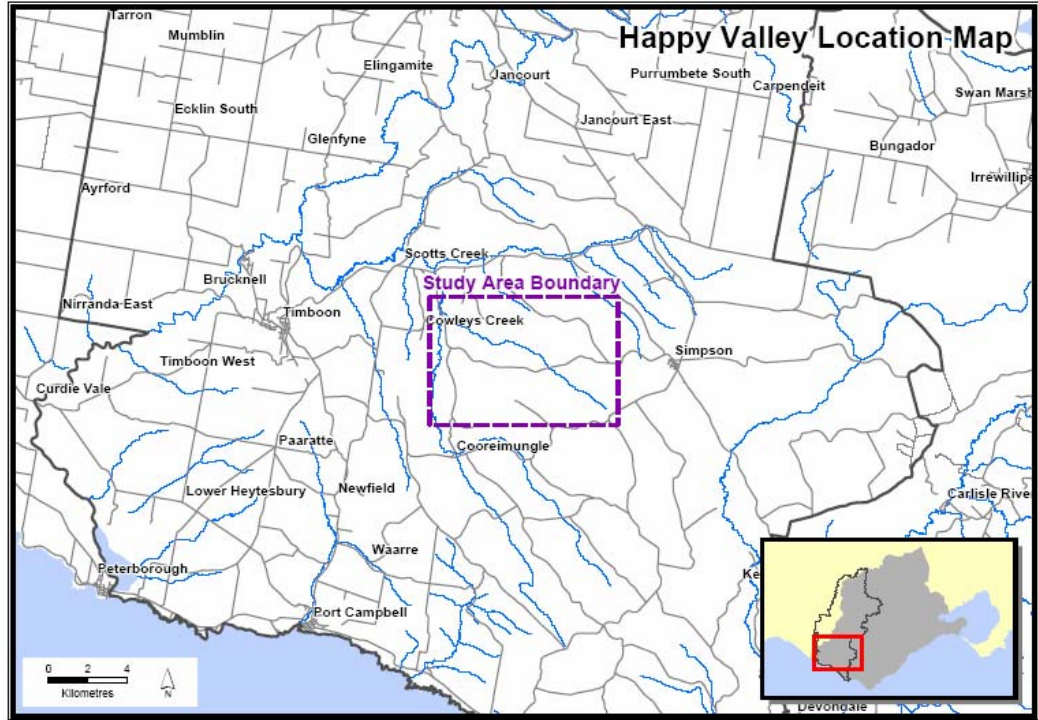 Happy Valley Location Map
Tarron
Mumblin
Elingamite
Jancourt
Purrumbete South
Carpendeit
Swan Marsh
Ecklin South
Jancourt East
Glenfyne
Bungador
Ayrford
Irrewillipe
Scotts Creek
Brucknell
Study Area Boundary
Nirranda East
Timboon
Cowleys Creek
Timboon West
Simpson
Curdie Vale
Paaratte
Cooreimungle
Lower Heytesbury
Newfield
Carlisle River
Waarre
Peterborough
Ke
Port Campbell
0 2 4
Kilometres
N
Devongale